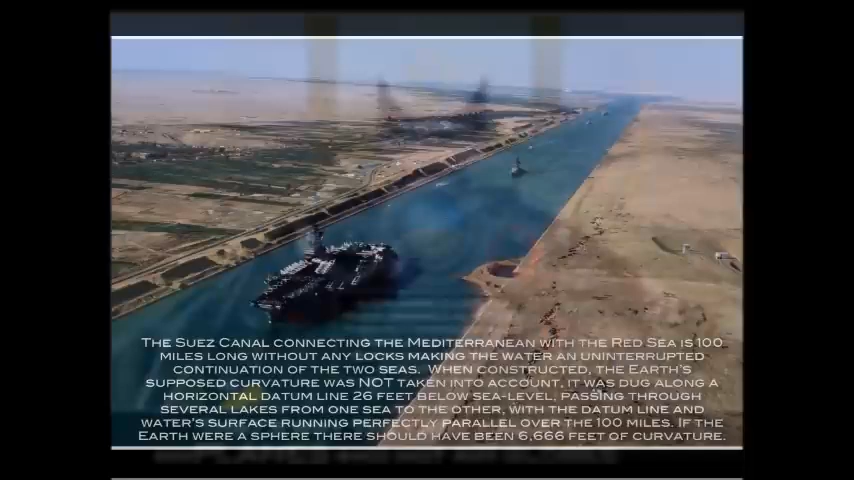 The Suez Canal connecting the Mediterranean with the Red Sea is 100
miles long without any locks making the water an uninterrupted
continuation of the two seas. When constructed, the Earth's
supposed curvature was NOT taken into account, it was dug along a
horizontal datum line 26 feet below sea-level, passing through
several lakes from one sea to the other, with the datum line and
water's surface running perfectly parallel over the 100 miles. If the
Earth were a sphere there should have been 6,666 feet of curvature.